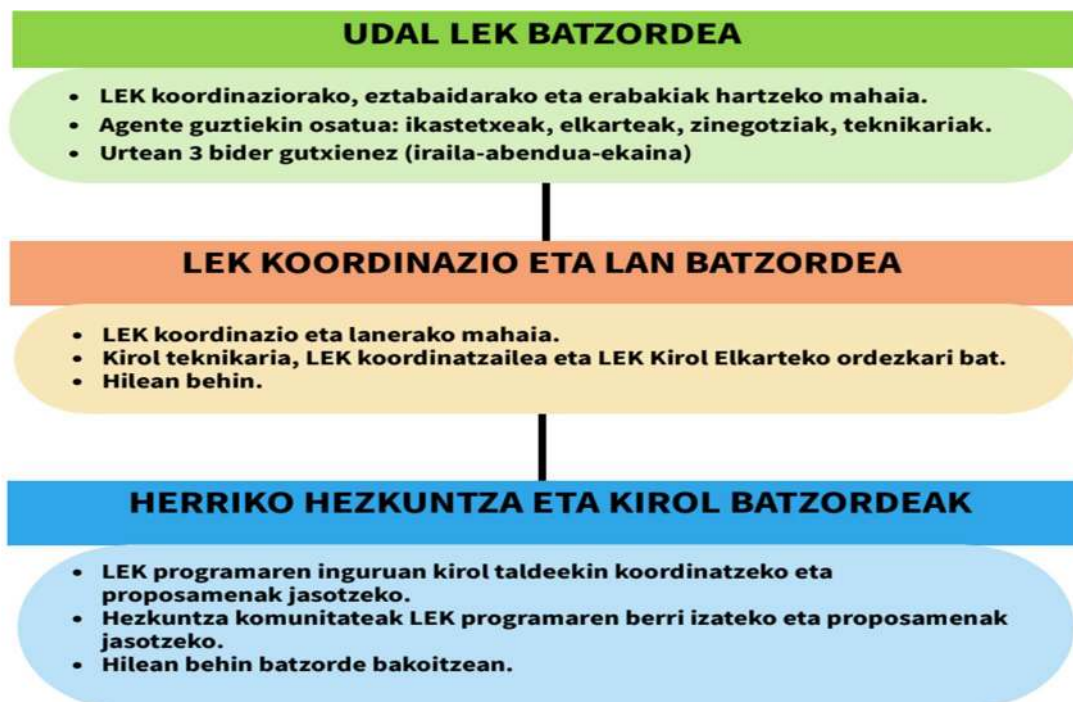 UDAL LEK BATZORDEA
• LEK koordinaziorako, eztabaidarako eta erabakiak hartzeko mahaia.
• Agente guztiekin osatua: ikastetxeak, elkarteak, zinegotziak, teknikariak.
• Urtean 3 bider gutxienez (iraila-abendua-ekaina)
LEK KOORDINAZIO ETA LAN BATZORDEA
• LEK koordinazio eta lanerako mahaia.
• Kirol teknikaria, LEK koordinatzailea eta LEK Kirol Elkarteko ordezkari bat.
• Hilean behin.
HERRIKO HEZKUNTZA ETA KIROL BATZORDEAK
• LEK programaren inguruan kirol taldeekin koordinatzeko eta
proposamenak jasotzeko.
• Hezkuntza komunitateak LEK programaren berri izateko eta proposamenak
jasotzeko.
• Hilean behin batzorde bakoitzean.